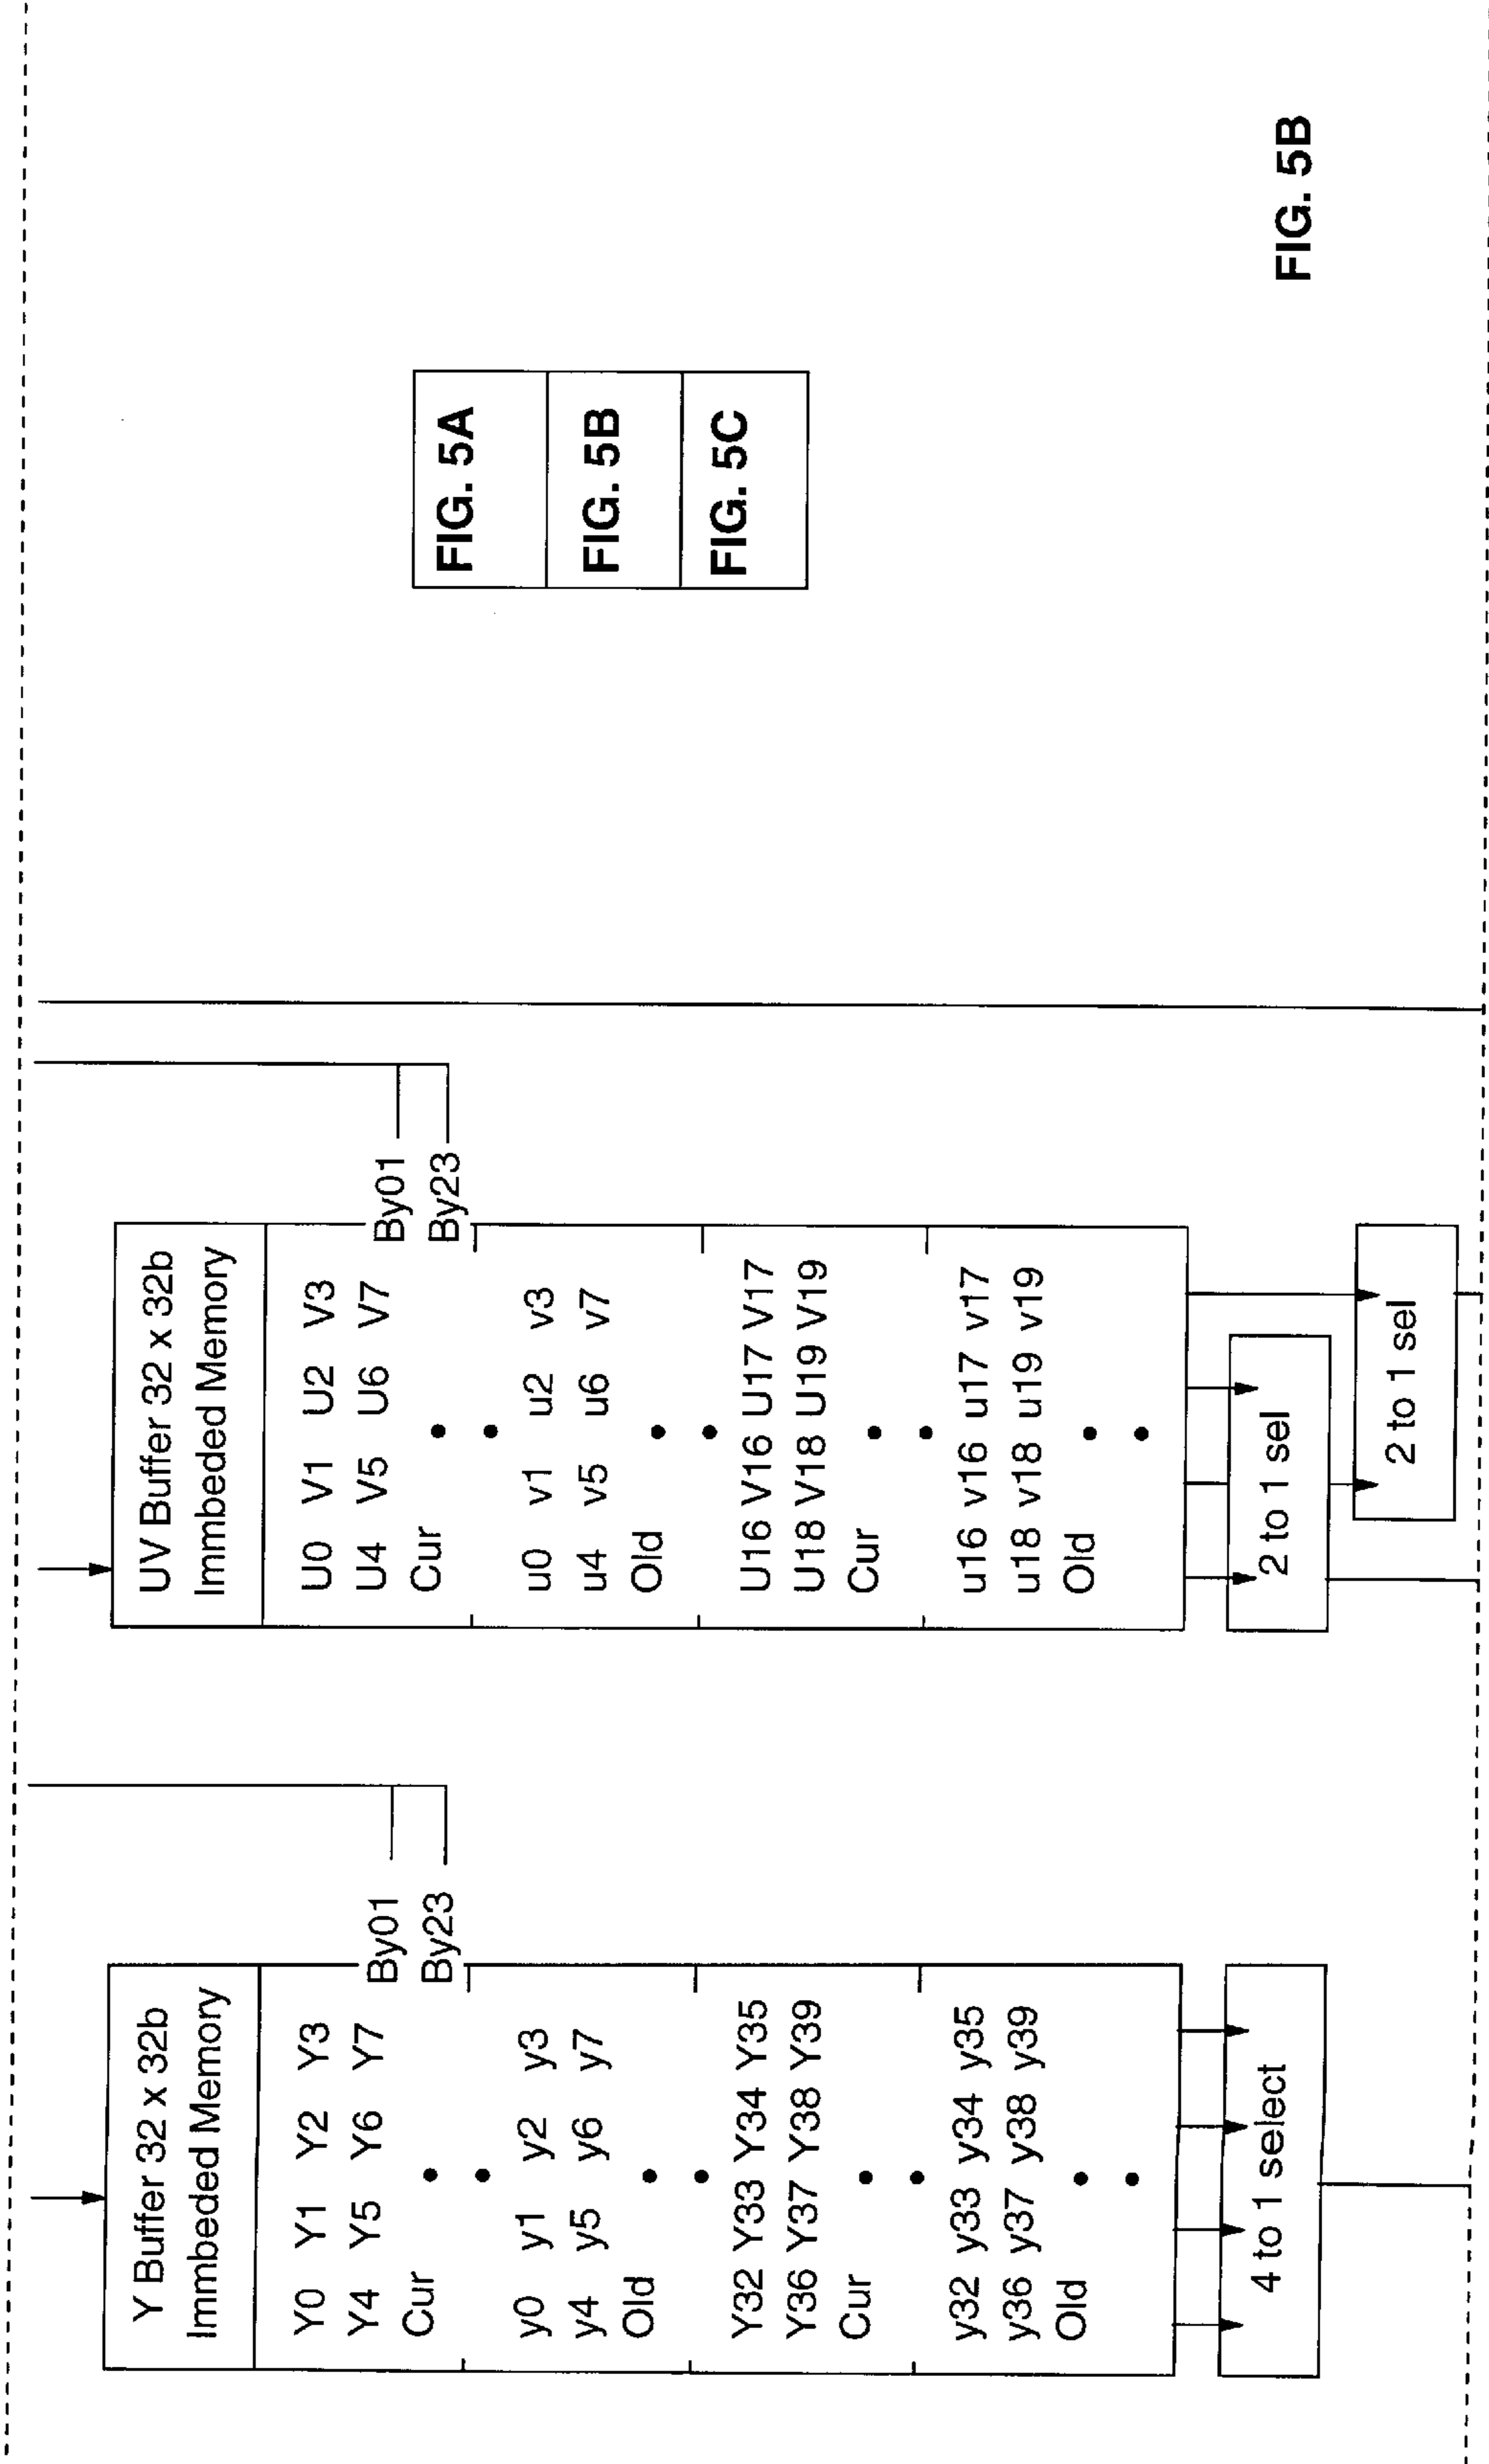 Y Buffer 32 x 32b
Immbeded Memory
Y0 Y1 Y2 Y3
Y4 Y5 Y6 Y7
Cur
By01
By23
y0 y1 y2 y3
y4 y5 y6 y7
Old
Y32 Y33 Y34 Y35
Y36 Y37 Y38 Y39
Cur
y32 y33 y34 y35
y36 y37 y38 y39
Old
4 to 1 select
UV Buffer 32 x 32b
Immbeded Memory
U0 V1 U2 V3
U4 V5 U6 V7
Cur
By01
By23
u0 v1 u2 v3
u4 v5 u6 v7
Old
U16 V16 U17 V17
U18 V18 U19 V19
Cur
u16 v16 u17 v17
u18 v18 u19 v19
Old
2 to 1 sel
2 to 1 sel
FIG. 5A
FIG. 5B
FIG. 5C
FIG. 5B